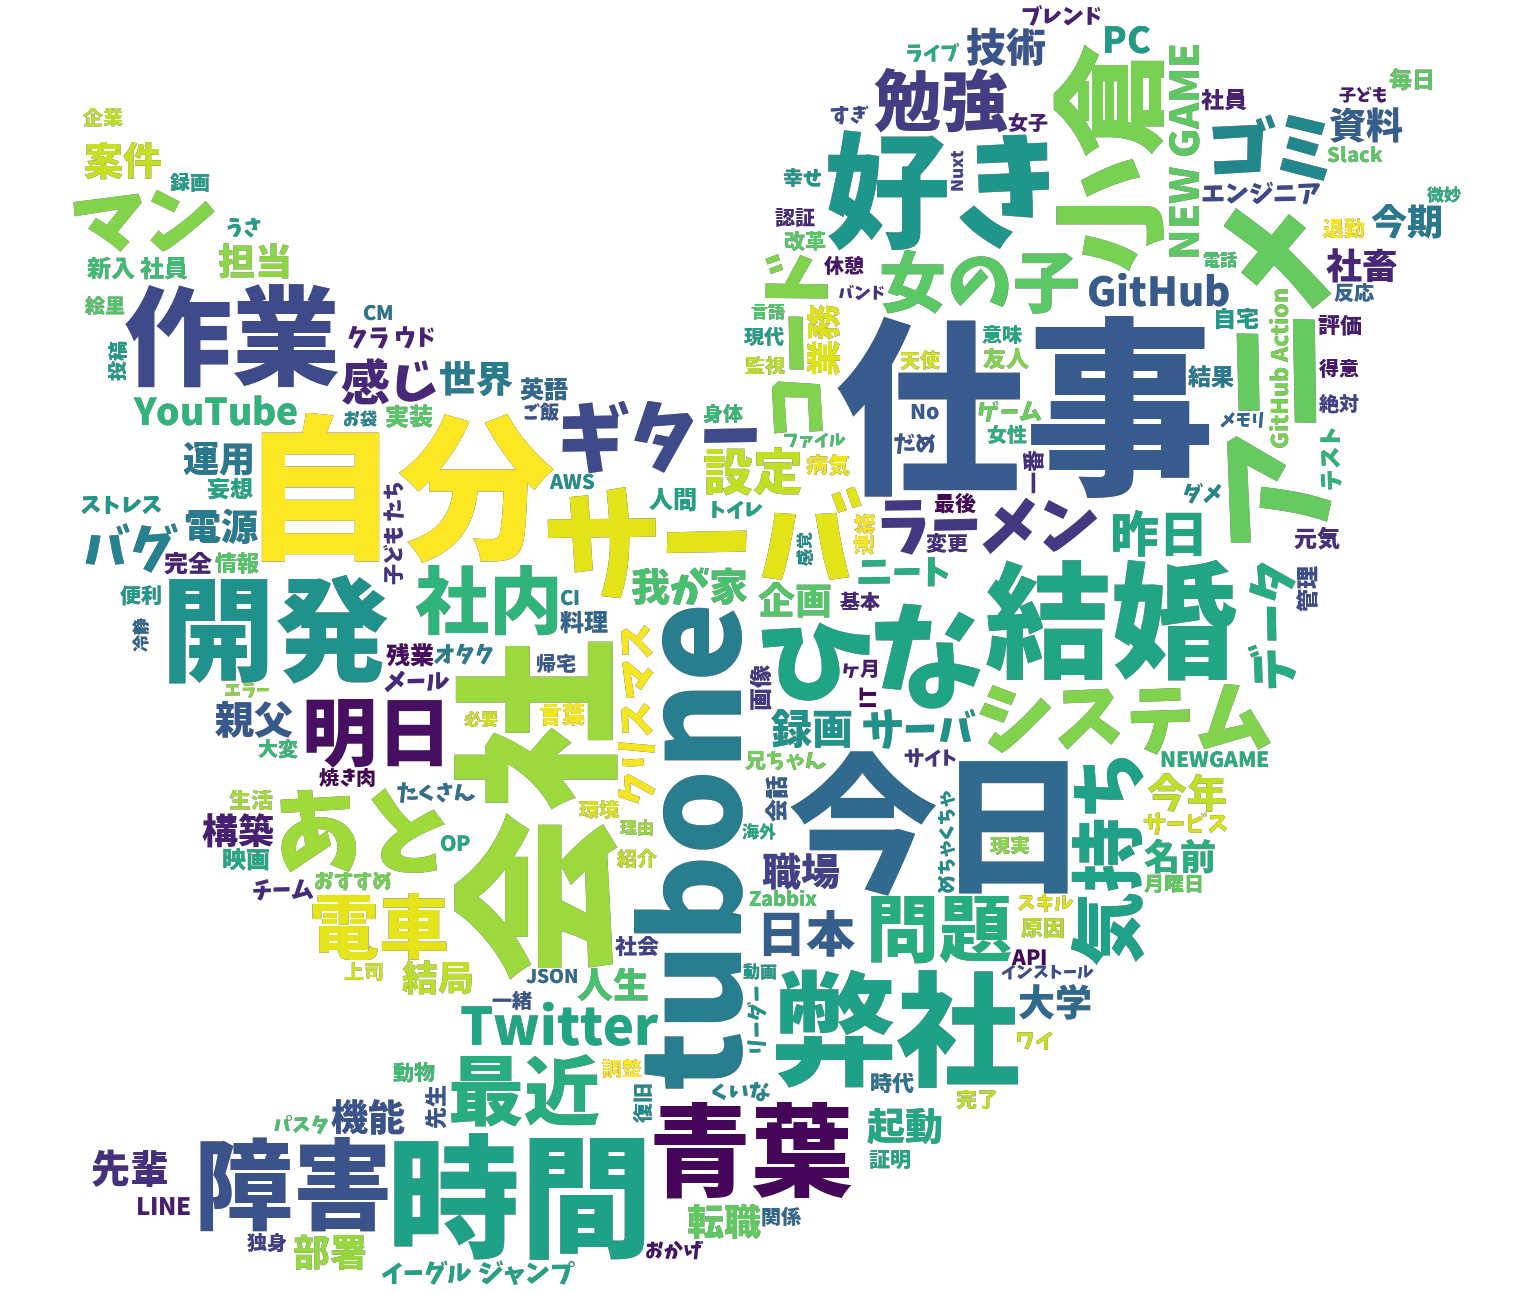 ブレンド
PC
技術
ライブ
勉強
小倉
NEW GAME
毎日
子ども
社員
資料
ゴミ
Slack
すぎ
女子
好き
Nuxt
企業
案件
録画
マン
うさ
新入 社員
担当
幸せ
エンジニア
微妙
認証
退勤
今期
改革
アニメ
休憩
コード
女の子
電話
社畜
絵里
作業
CM
バンド
GitHub
反応
クラウド
言語
業務
自宅
GitHub Action
評価
投稿
感じ
世界
現代
意味
仕事
監視
天使
友人
結果
得意
英語
YouTube
お袋
実装
ご飯
ギター
身体
No
ゲーム
メモリ
絶対
自分
ファイル
だめ
女性
運用
設定
病気
一番
テスト
妄想
子どもたち
AWS
サーバ
人間
トイレ
最後
ダメ
ストレス
電源
ラーメン
昨日
バグ
感覚
連絡
変更
元気
完全
情報
我が家
ニート
便利
開発
社内
CI
企画
基本
結婚
データ
管理
料理
tubone
ひな
冷静
残業
オタク
帰宅
クリスマス
メール
会社
画像
ケ月
IT
エラー
親父
明日
必要
言葉
録画
サーバ
システム
大変
兄ちゃん
サイト
NEWGAME
焼き肉
今日
気持ち
生活
あと
たくさん
環境
会話
めちゃくちゃ
今年
構築
理由
海外
サービス
映画
OP
紹介
現実
名前
おすすめ
職場
チーム
月曜日
電車
Zabbix
問題
スキル
日本
原因
社会
上司
結局
JSON
人生
動画
API
インストール
一緒
弊社
大学
Twitter
リーダー
ワイ
動物
最近
調整
時代
先生
復旧
くいな
完了
パスタ
機能
青葉
起動
先輩
障害
時間
証明
LINE
転職
関係
独身
部署
おかげ
イーグル ジャンプ